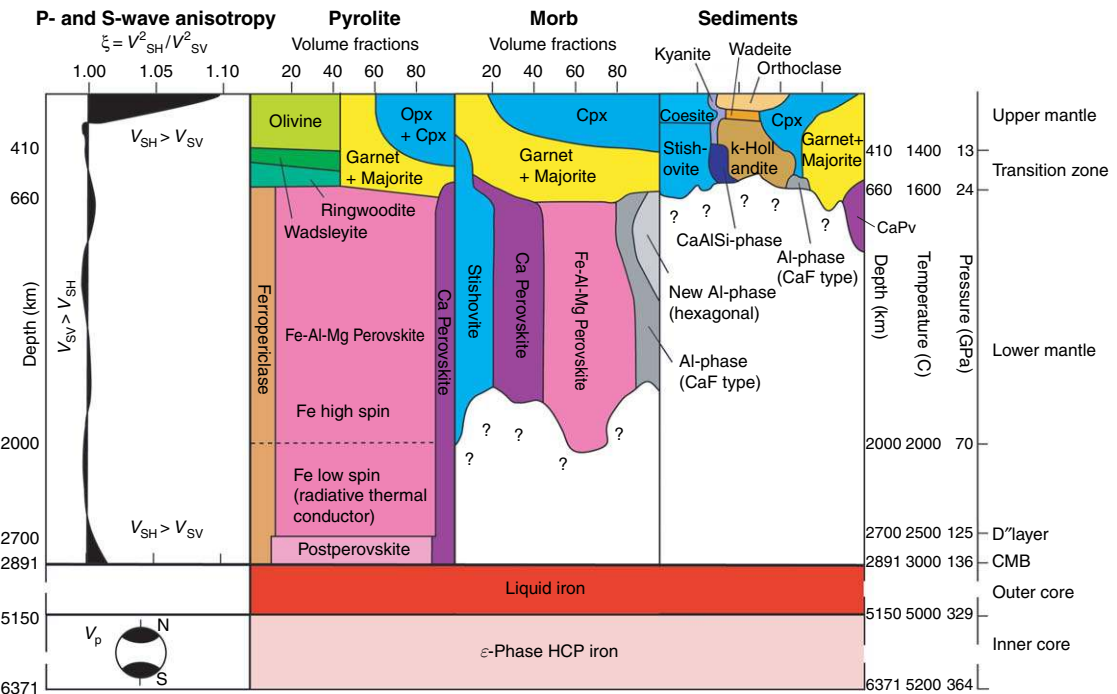 P- and S-wave anisotropy
ξ = V²SH/V²SV
1.00 1.05 1.10
Pyrolite
Volume fractions
20 40 60 80
Morb
Volume fractions
20 40 60 80
Sediments
Kyanite
Wadeite
Orthoclase
Depth (km)
410
660
2000
2700
2891
5150
6371
VSH > VSV
VSV > VSH
VSH > VSV
Vp
N
S
Olivine
Opx
+ Cpx
Garnet
+ Majorite
Ringwoodite
Wadsleyite
Ferropericlase
Fe-Al-Mg Perovskite
Ca Perovskite
Fe high spin
Fe low spin
(radiative thermal
conductor)
Postperovskite
Cpx
Garnet
+ Majorite
Stishovite
Ca Perovskite
Fe-Al-Mg Perovskite
? ? ? ? ?
New Al-phase
(hexagonal)
Al-phase
(CaF type)
Coesite
Stish-
ovite
k-Holl
andite
Cpx
Garnet+
Majorite
? ? ? ? ?
CaAlSi-phase
Al-phase
(CaF type)
CaPv
Liquid iron
ε-Phase HCP iron
Depth (km)
Temperature (C)
Pressure (GPa)
410 1400 13
660 1600 24
2000 2000 70
2700 2500 125
2891 3000 136
5150 5000 329
6371 5200 364
Upper mantle
Transition zone
Lower mantle
D″layer
CMB
Outer core
Inner core